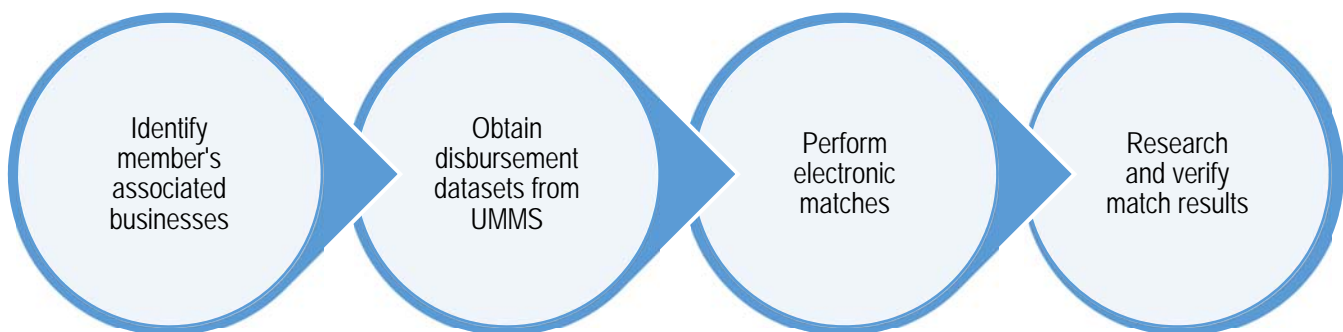 Identify
member's
associated
businesses
Obtain
disbursement
datasets from
UMMS
Perform
electronic
matches
Research
and verify
match results